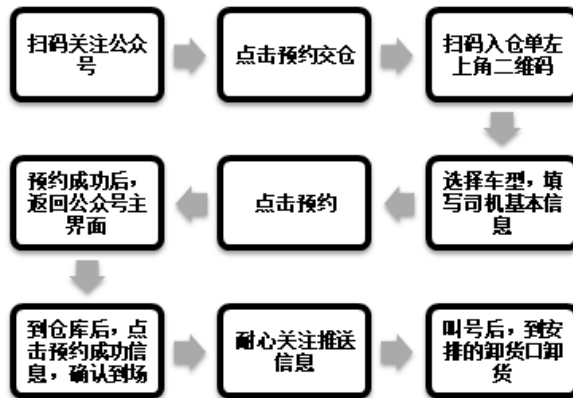 扫码关注公众
号
点击预约交仓
扫码入仓单左
上角二维码
选择车型，填
写司机基本信
息
点击预约
预约成功后，
返回公众号主
界面
到仓库后，点
击预约成功信
息，确认到场
耐心关注推送
信息
叫号后，到安
排的卸货口卸
货